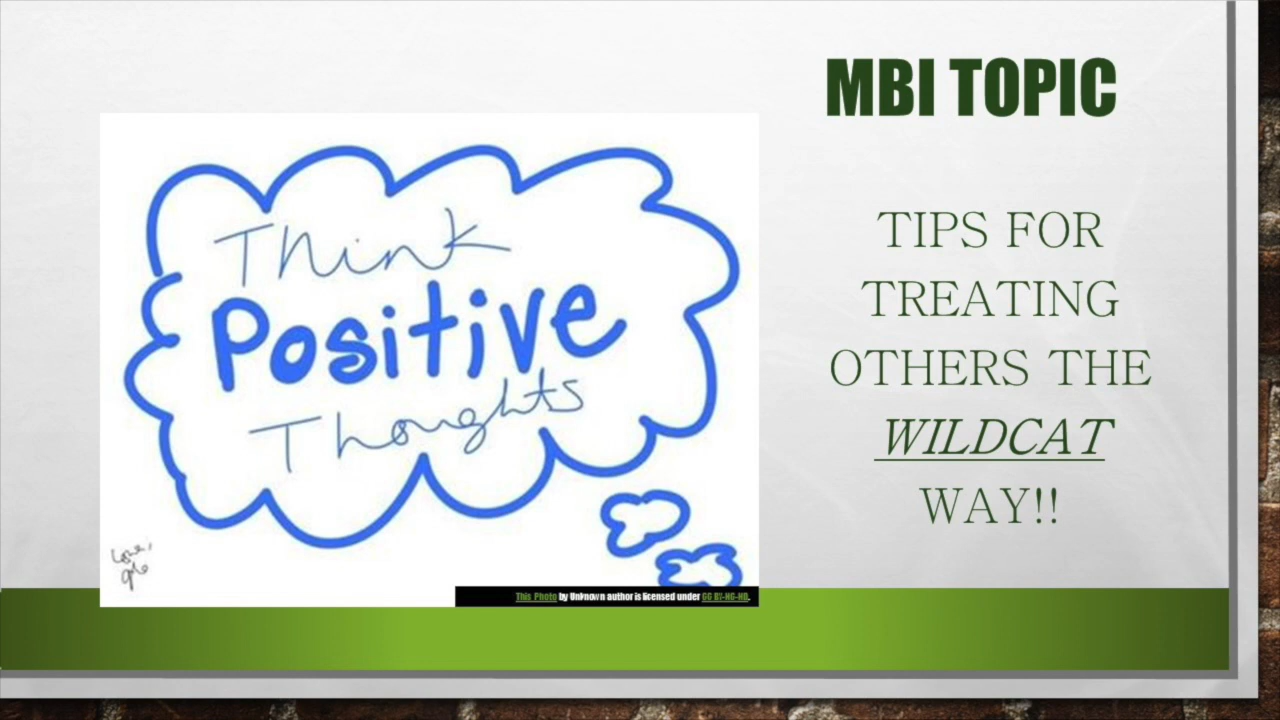 MBI TOPIC
TIPS FOR
TREATING
OTHERS THE
WILDCAT
WAY!!
Think
Positive
Thoughts
This Photo by Unknown author is licensed under CC BY-NC-ND.